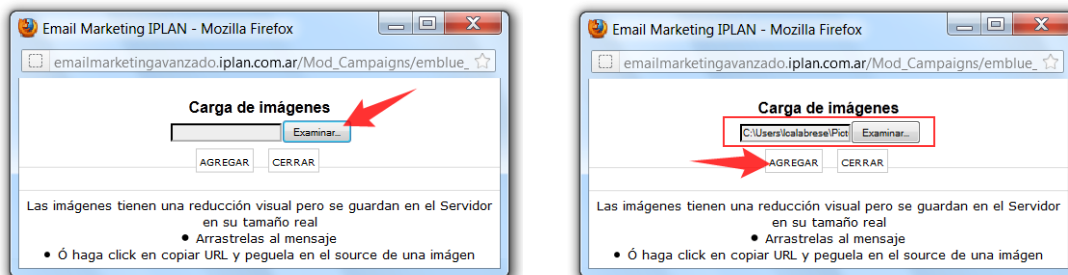 Email Marketing IPLAN - Mozilla Firefox
emailmarketingavanzado.iplan.com.ar/Mod_Campaigns/emblue_
Carga de imágenes
Examinar...
AGREGAR CERRAR
Las imágenes tienen una reducción visual pero se guardan en el Servidor
en su tamaño real
• Arrastrelas al mensaje
• Ó haga click en copiar URL y peguela en el source de una imágen
Email Marketing IPLAN - Mozilla Firefox
emailmarketingavanzado.iplan.com.ar/Mod_Campaigns/emblue_
Carga de imágenes
C:\Users\lcalabrese\Pict Examinar...
AGREGAR CERRAR
Las imágenes tienen una reducción visual pero se guardan en el Servidor
en su tamaño real
• Arrastrelas al mensaje
• Ó haga click en copiar URL y peguela en el source de una imágen